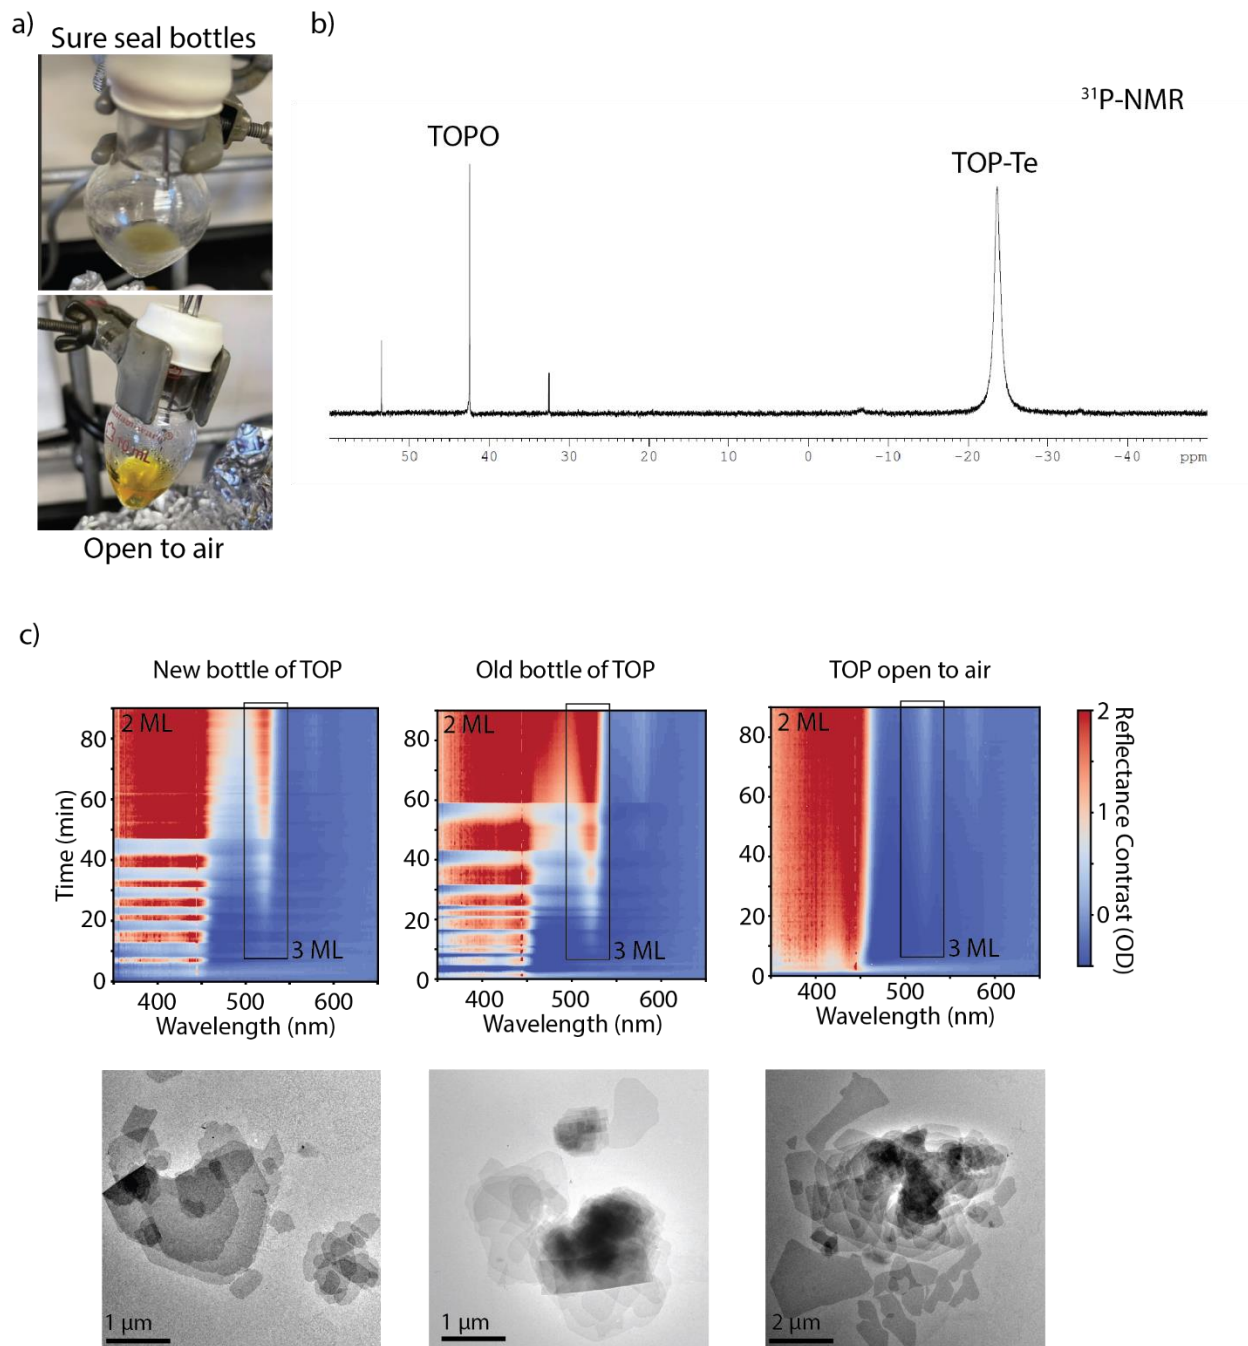 a)
Sure seal bottles
Open to air
b)
³¹P-NMR
TOPO
TOP-Te
50 40 30 20 10 0 -10 -20 -30 -40 ppm
c)
New bottle of TOP
Old bottle of TOP
TOP open to air
2 ML
3 ML
80
60
40
20
0
Time (min)
400 500 600
Wavelength (nm)
2 ML
3 ML
80
60
40
20
0
400 500 600
Wavelength (nm)
2 ML
3 ML
80
60
40
20
0
400 500 600
Wavelength (nm)
2
1
0
Reflectance Contrast (OD)
1 µm
1 µm
2 µm